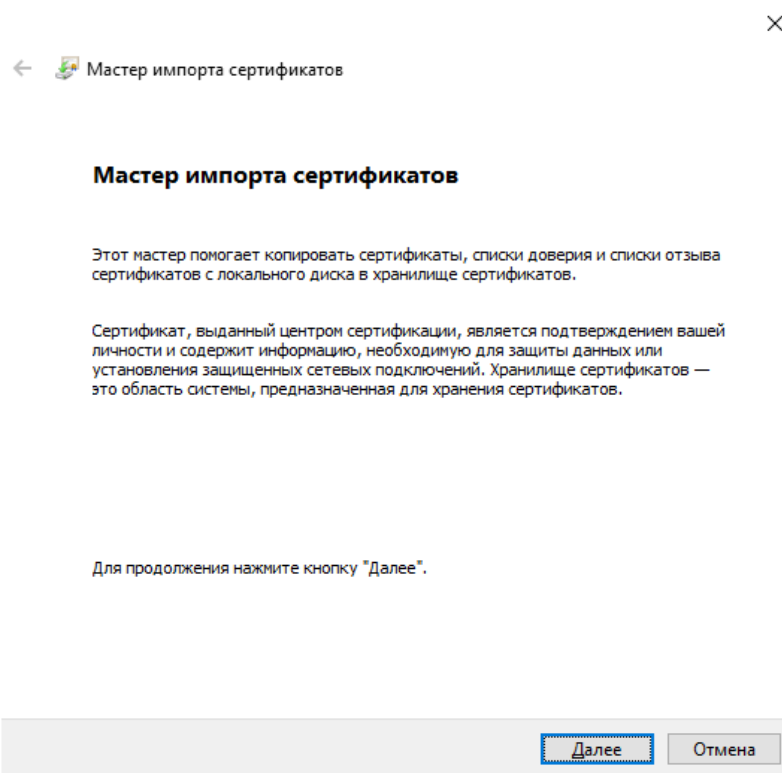 Мастер импорта сертификатов
Мастер импорта сертификатов
Этот мастер помогает копировать сертификаты, списки доверия и списки отзыва
сертификатов с локального диска в хранилище сертификатов.
Сертификат, выданный центром сертификации, является подтверждением вашей
личности и содержит информацию, необходимую для защиты данных или
установления защищенных сетевых подключений. Хранилище сертификатов —
это область системы, предназначенная для хранения сертификатов.
Для продолжения нажмите кнопку "Далее".
Далее Отмена